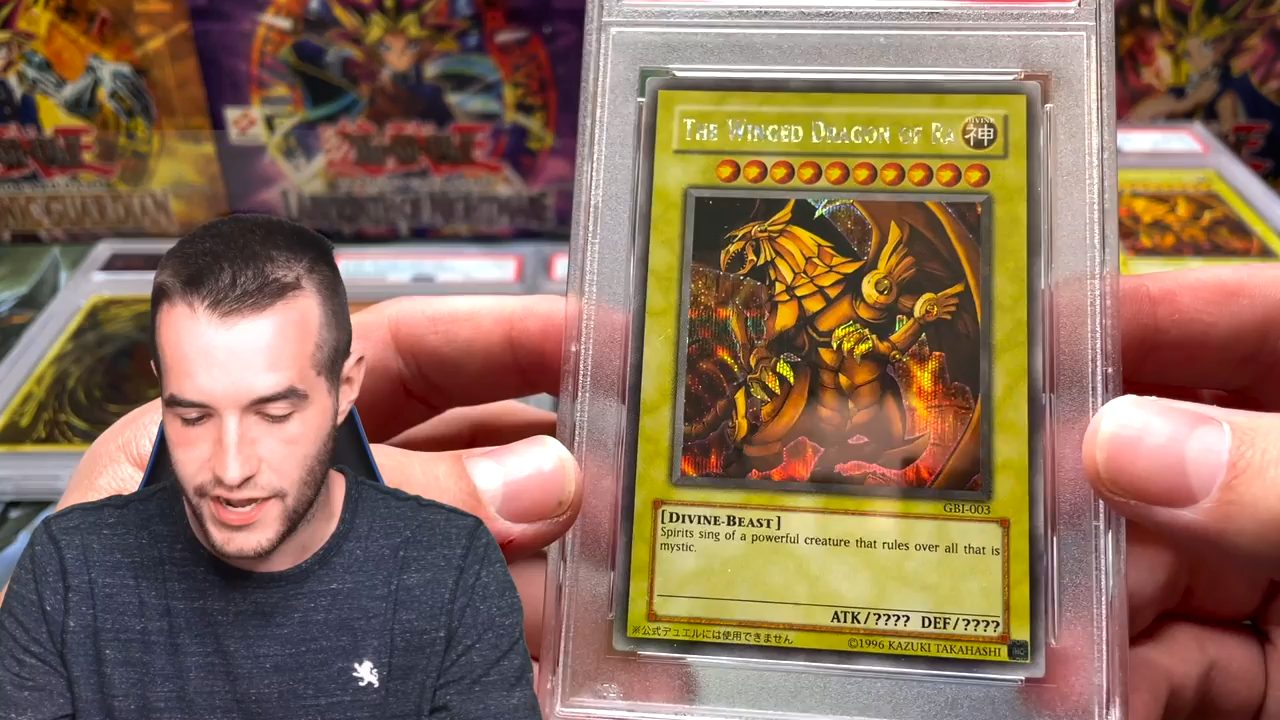 THE WINGED DRAGON OF RA
DIVINE
神
GBI-003
[DIVINE-BEAST]
Spirits sing of a powerful creature that rules over all that is
mystic.
ATK/???? DEF/????
※公式デュエルには使用できません
©1996 KAZUKI TAKAHASHI